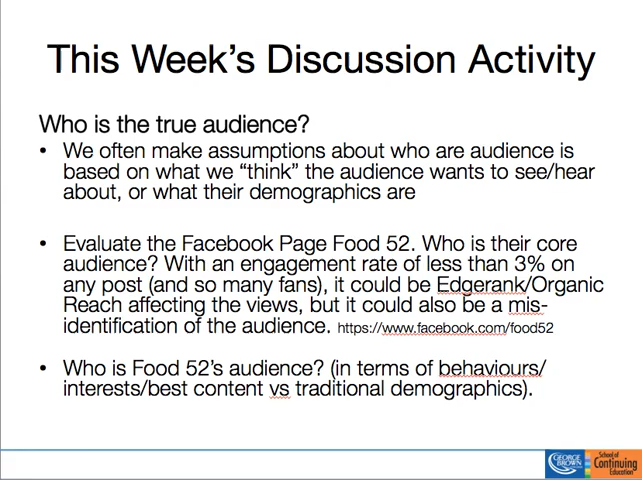 This Week's Discussion Activity
Who is the true audience?
• We often make assumptions about who are audience is
based on what we “think” the audience wants to see/hear
about, or what their demographics are
• Evaluate the Facebook Page Food 52. Who is their core
audience? With an engagement rate of less than 3% on
any post (and so many fans), it could be Edgerank/Organic
Reach affecting the views, but it could also be a mis-
identification of the audience. https://www.facebook.com/food52
• Who is Food 52's audience? (in terms of behaviours/
interests/best content vs traditional demographics).
GEORGE
BROWN
School of
Continuing
Education